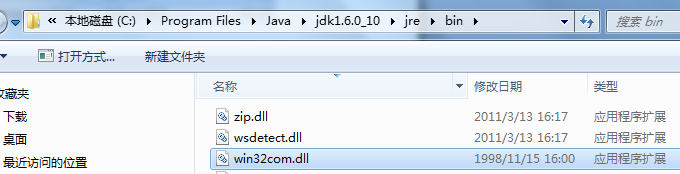 « 本地磁盘 (C:) ▸ Program Files ▸ Java ▸ jdk1.6.0_10 ▸ jre ▸ bin ▸
搜索 bin
打开方式... 新建文件夹
名称 修改日期 类型
收藏夹
下载
桌面
最近访问的位置
zip.dll 2011/3/13 16:17 应用程序扩展
wsdetect.dll 2011/3/13 16:17 应用程序扩展
win32com.dll 1998/11/15 16:00 应用程序扩展